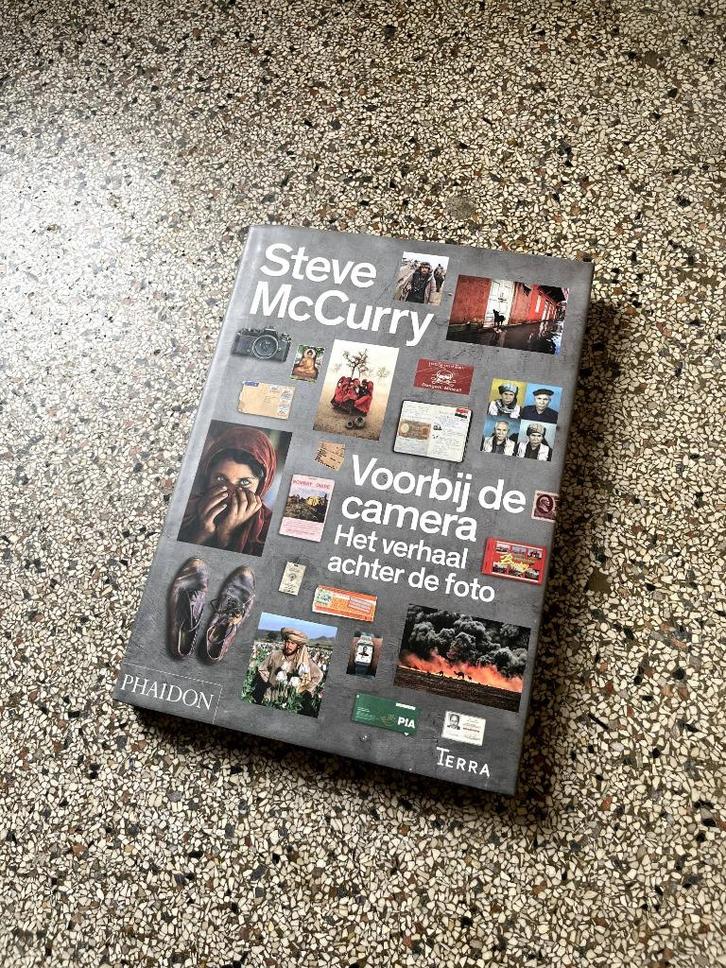 Steve
McCurry
Voorbij de
camera
Het verhaal
achter de foto
PIA
PHAIDON
TERRA